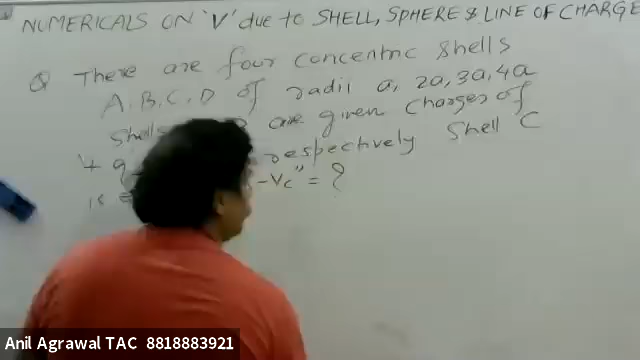 NUMERICALS ON 'V' due to SHELL, SPHERE & LINE OF CHARGE
Q There are four concentric shells
A, B, C, D of radii a, 2a, 3a, 4a
Shells are given charges of
+ q respectively Shell C
is - Vc" = ?
Anil Agrawal TAC 8818883921